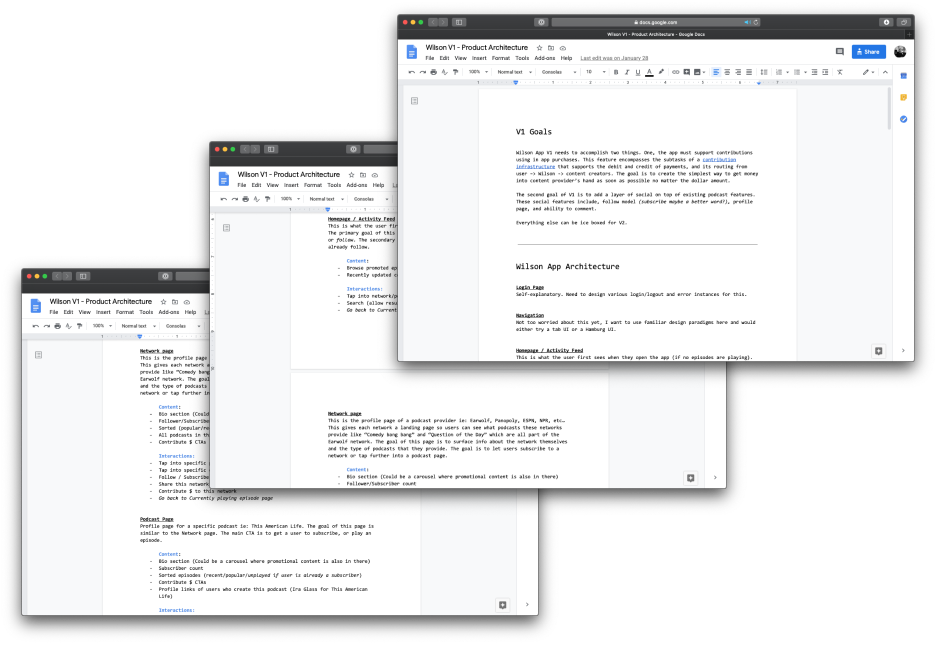 docs.google.com
Wilson V1 - Product Architecture - Google Docs
Wilson V1 - Product Architecture
File Edit View Insert Format Tools Add-ons Help Last edit was on January 28
Share
100% Normal text Consolas 10
V1 Goals
Wilson App V1 needs to accomplish two things. One, the app must support contributions
using in app purchases. This feature encompasses the subtasks of a contribution
infrastructure that supports the debit and credit of payments, and its routing from
user -> Wilson -> content creators. The goal is to create the simplest way to get money
into content provider's hand as soon as possible no matter the dollar amount.
The second goal of V1 is to add a layer of social on top of existing podcast features.
These social features include, follow model (subscribe maybe a better word?), profile
page, and ability to comment.
Everything else can be ice boxed for V2.
Wilson App Architecture
Login Page
Self-explanatory. Need to design various login/logout and error instances for this.
Navigation
Not too worried about this yet, I want to use familiar design paradigms here and would
either try a tab UI or a Hamburg UI.
Homepage / Activity Feed
This is what the user first sees when they open the app (if no episodes are playing).
Wilson V1 - Product Architecture
File Edit View Insert Format Tools Add-ons Help
100% Normal text Consolas
Homepage / Activity Feed
This is what the user fir
The primary goal of this
or follow. The secondary
already follow.
Content:
- Browse promoted ep
- Recently updated c
Interactions:
- Tap into network/p
- Search (allow resu
- Go back to Current
Network page
This is the profile page of a podcast provider ie: Earwolf, Panopoly, ESPN, NPR, etc…
This gives each network a landing page so users can see what podcasts these networks
provide like "Comedy bong bang" and "Question of the Day" which are all part of the
Earwolf network. The goal of this page is to surface info about the network themselves
and the type of podcasts that they provide. The goal is to let users subscribe to a
network or tap further into a podcast page.
Content:
- Bio section (Could be a carousel where promotional content is also in there)
- Follower/Subscriber count
Wilson V1 - Product Architecture
File Edit View Insert Format Tools Add-ons Help
100% Normal text Consolas
Network page
This is the profile page
This gives each network a
provide like "Comedy bong
Earwolf network. The goal
and the type of podcasts
network or tap further in
Content:
- Bio section (Could
- Follower/Subscribe
- Sorted (popular/re
- All podcasts in th
- Contribute $ CTAs
Interactions:
- Tap into specific
- Tap into specific
- Follow / Subscribe
- Share this network
- Contribute $ to this network
- Go back to Currently playing episode page
Podcast Page
Profile page for a specific podcast ie: This American Life. The goal of this page is
similar to the Network page. The main CTA is to get a user to subscribe, or play an
episode.
Content:
- Bio section (Could be a carousel where promotional content is also in there)
- Subscriber count
- Sorted episodes (recent/popular/unplayed if user is already a subscriber)
- Contribute $ CTAs
- Profile links of users who create this podcast (Ira Glass for This American
Life)
Interactions: